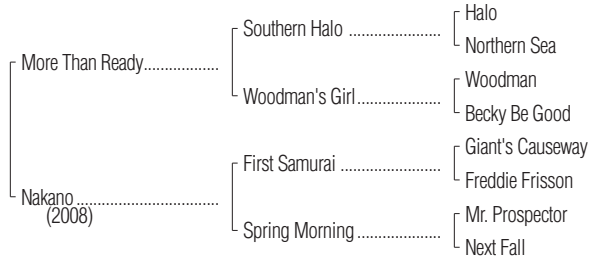 Halo
Southern Halo ...................
Northern Sea
More Than Ready..................
Woodman
Woodman's Girl.....................
Becky Be Good
Giant's Causeway
First Samurai .....................
Freddie Frisson
Nakano ..................................
(2008)
Mr. Prospector
Spring Morning....................
Next Fall